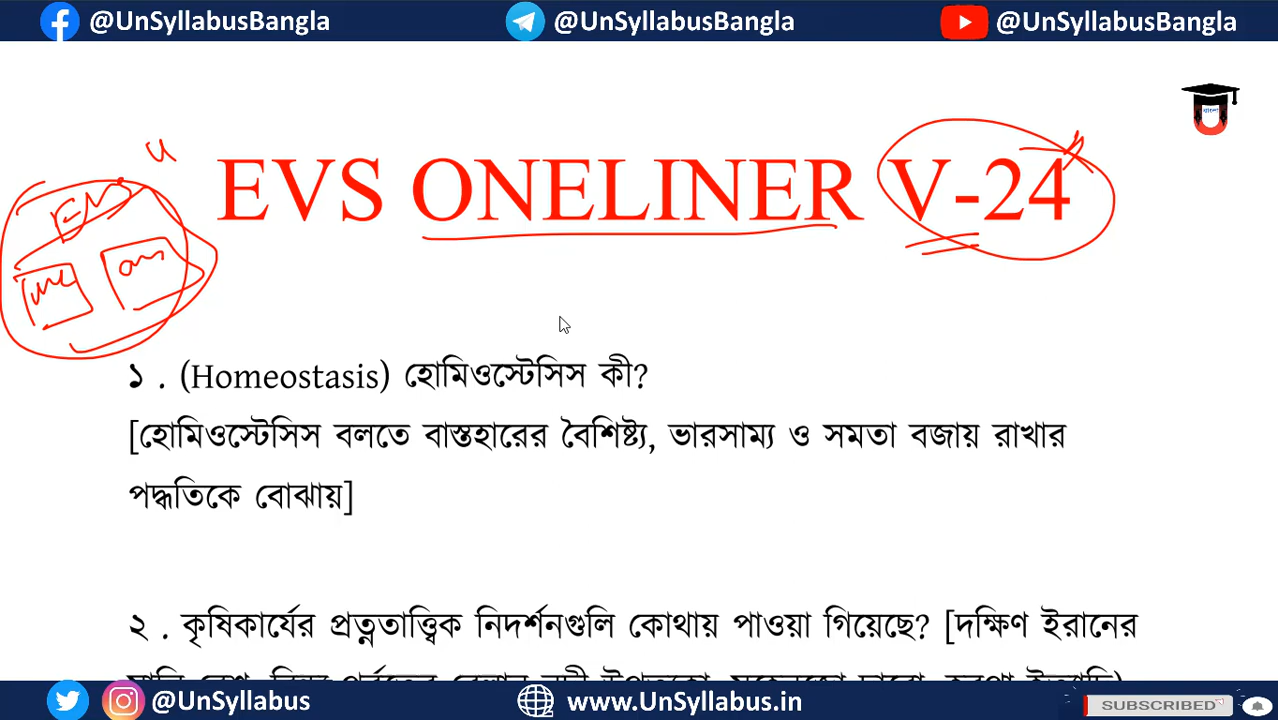 @UnSyllabusBangla @UnSyllabusBangla @UnSyllabusBangla
EVS ONELINER V-24
১ . (Homeostasis) হোমিওস্টেসিস কী?
[হোমিওস্টেসিস বলতে বাস্তহারের বৈশিষ্ট্য, ভারসাম্য ও সমতা বজায় রাখার
পদ্ধতিকে বোঝায়]
২ . কৃষিকার্যের প্রত্নতাত্ত্বিক নিদর্শনগুলি কোথায় পাওয়া গিয়েছে? [দক্ষিণ ইরানের
@UnSyllabus www.UnSyllabus.in SUBSCRIBED